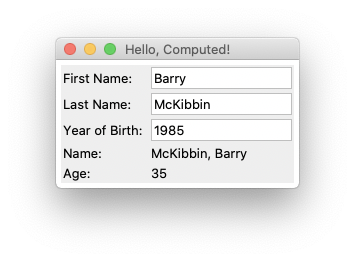 Hello, Computed!
First Name: Barry
Last Name: McKibbin
Year of Birth: 1985
Name: McKibbin, Barry
Age: 35